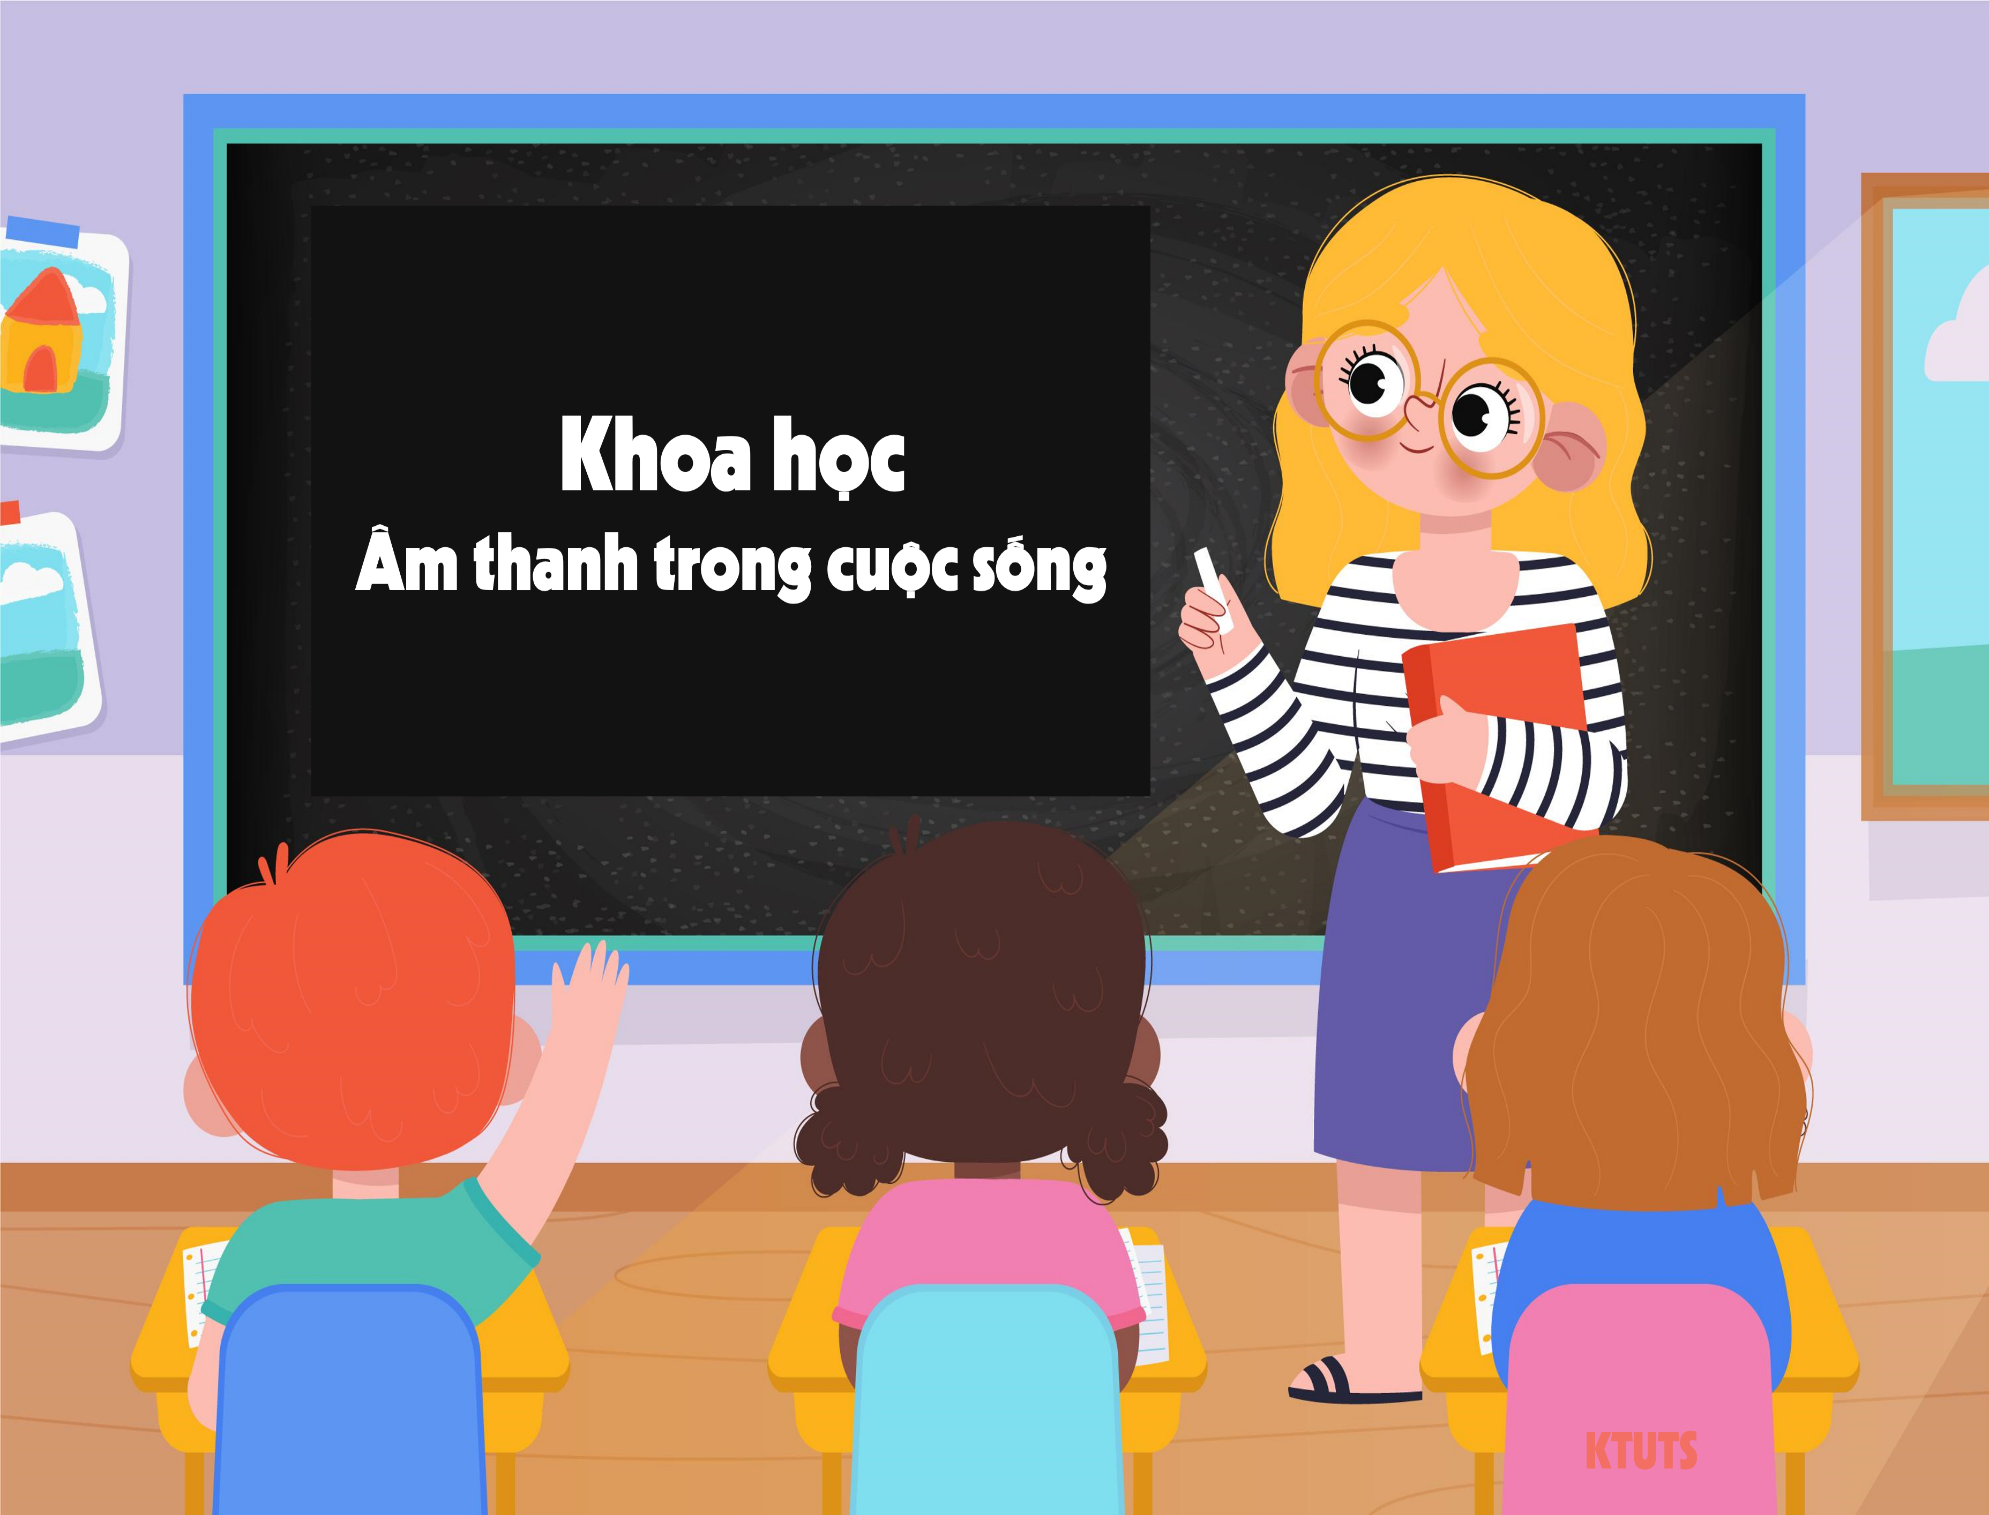 Khoa học
Âm thanh trong cuộc sống
KTUTS